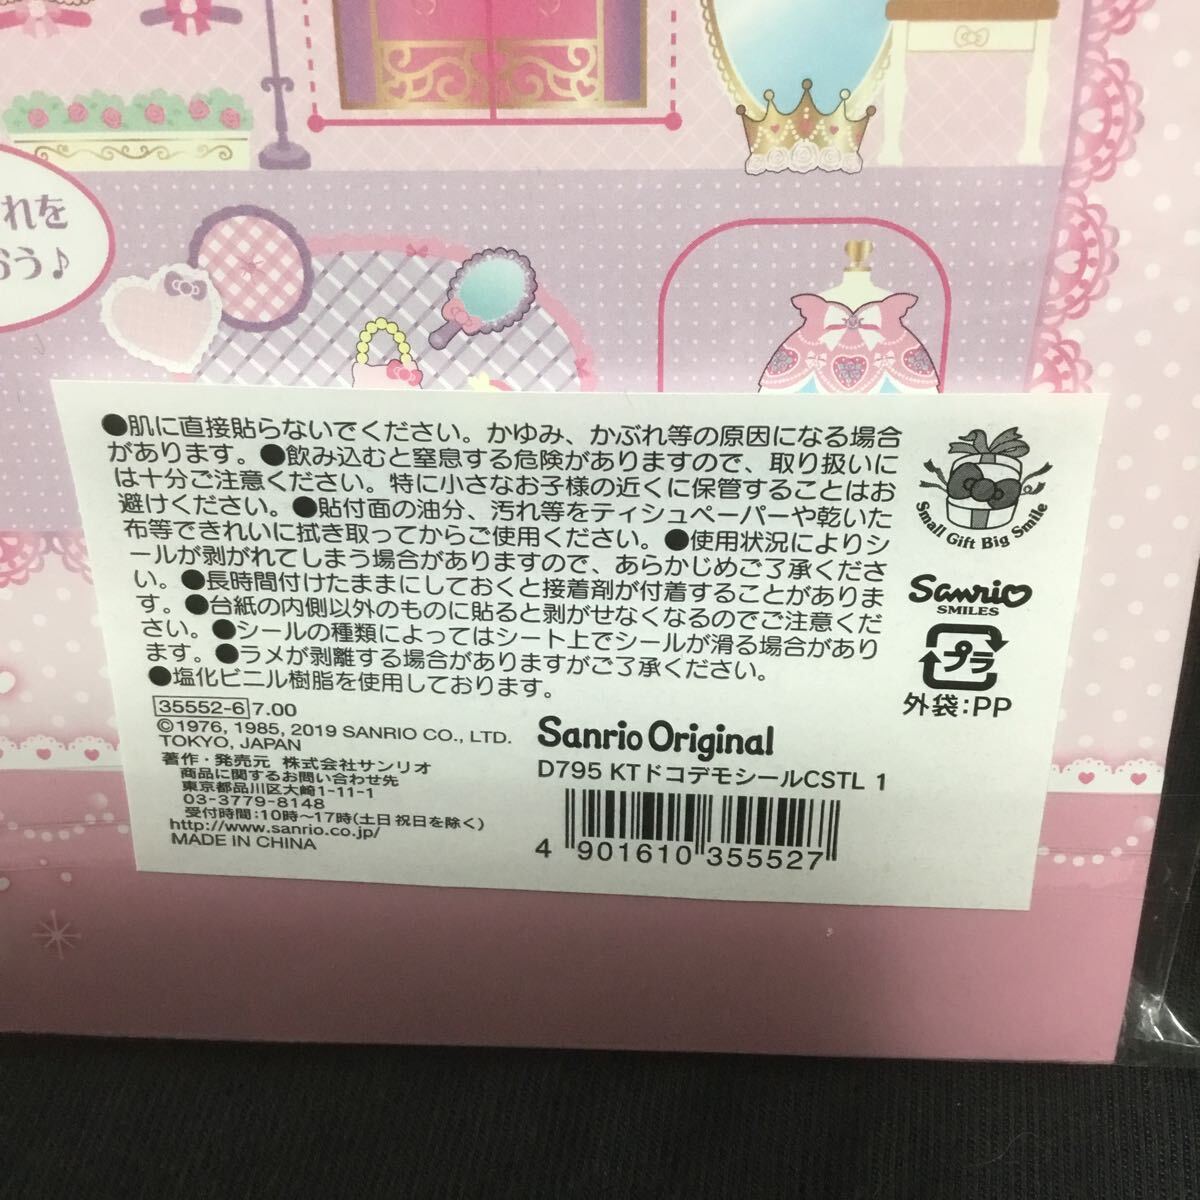 れを
おう♪
●肌に直接貼らないでください。かゆみ、かぶれ等の原因になる場合
があります。●飲み込むと窒息する危険がありますので、取り扱いに
は十分ご注意ください。特に小さなお子様の近くに保管することはお
避けください。●貼付面の油分、汚れ等をティシュペーパーや乾いた
布等できれいに拭き取ってからご使用ください。●使用状況によりシ
ールが剥がれてしまう場合がありますので、あらかじめご了承くださ
い。●長時間付けたままにしておくと接着剤が付着することがありま
す。●台紙の内側以外のものに貼ると剥がせなくなるのでご注意くだ
さい。●シールの種類によってはシート上でシールが滑る場合があり
ます。●ラメが剥離する場合がありますがご了承ください。
●塩化ビニル樹脂を使用しております。
35552-6 7.00
©1976, 1985, 2019 SANRIO CO., LTD.
TOKYO, JAPAN
著作・発売元 株式会社サンリオ
商品に関するお問い合わせ先
東京都品川区大崎1-11-1
03-3779-8148
受付時間:10時〜17時(土日祝日を除く)
http://www.sanrio.co.jp/
MADE IN CHINA
Small Gift Big Smile
Sanrio
SMILES
プラ
外袋:PP
Sanrio Original
D795 KTドコデモシールCSTL 1
4 901610 355527